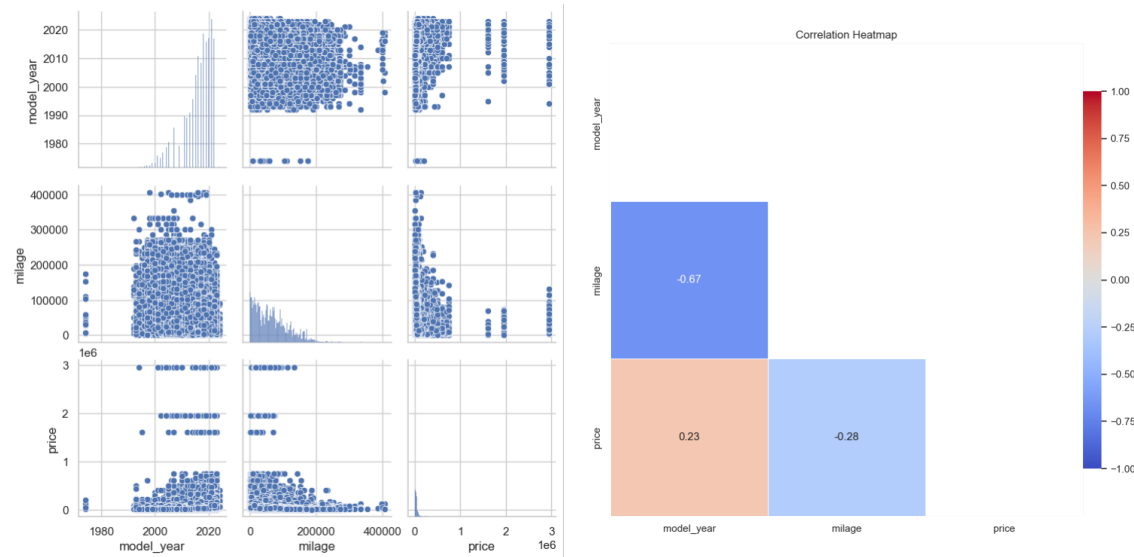 2020
2010
2000
1990
1980
model_year
400000
300000
200000
100000
0
milage
1e6
3
2
1
0
price
1980 2000 2020
model_year
0 200000 400000
milage
0 1 2 3
1e6
price
Correlation Heatmap
model_year
milage
price
-0.67
0.23 -0.28
model_year milage price
1.00
0.75
0.50
0.25
0.00
−0.25
−0.50
−0.75
−1.00